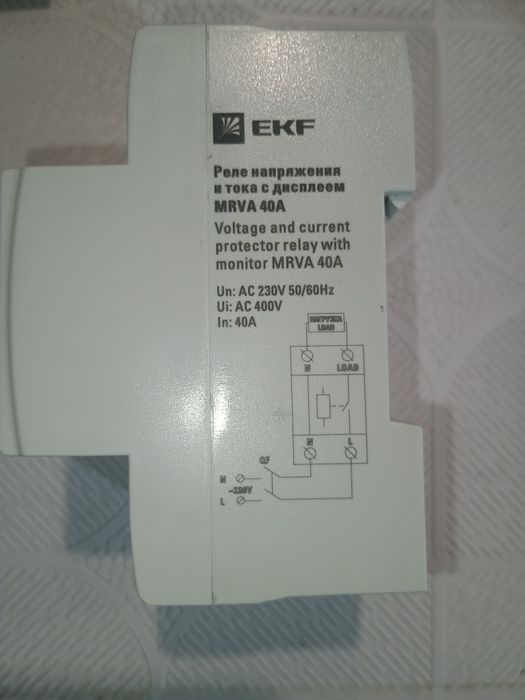 EKF
Реле напряжения
и тока с дисплеем
MRVA 40A
Voltage and current
protector relay with
monitor MRVA 40A
Un: AC 230V 50/60Hz
Ui: AC 400V
In: 40A
НАГРУЗКА
LOAD
N LOAD
N L
QF
N
~230V
L